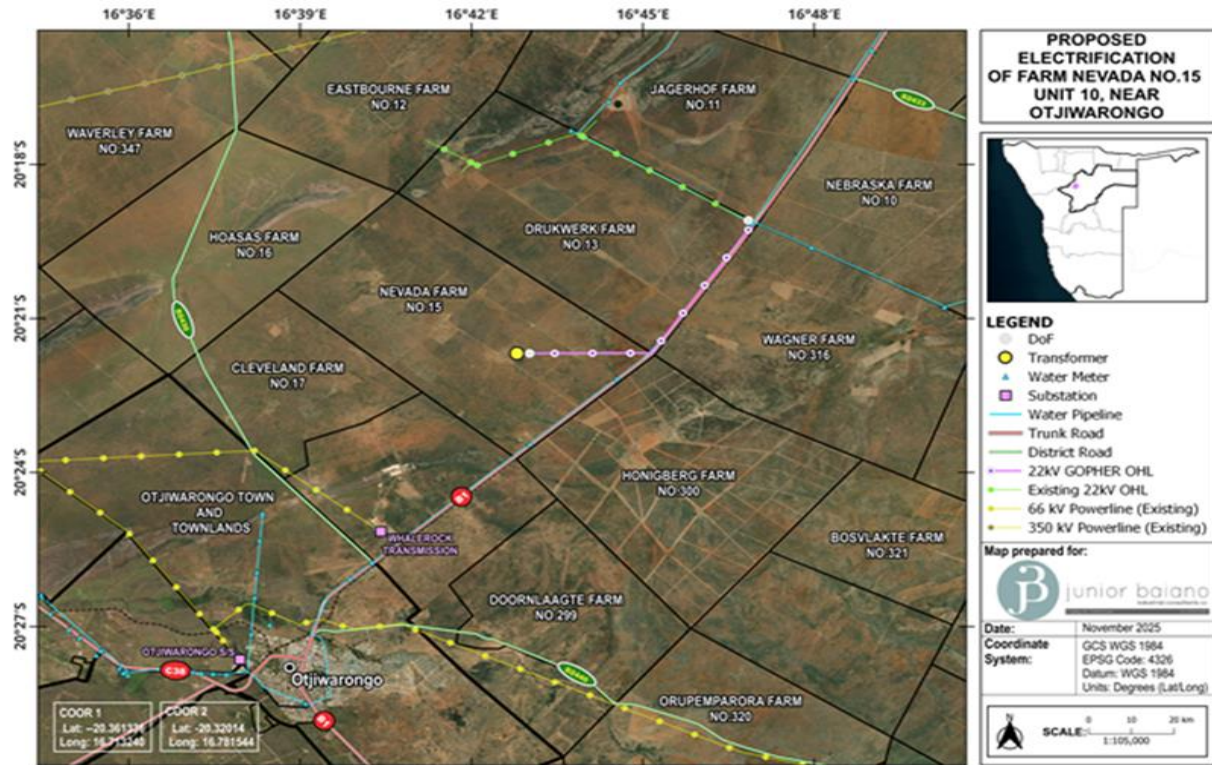 16°36'E
16°39'E
16°42'E
16°45'E
16°48'E
20°18'S
20°21'S
20°24'S
20°27'S
EASTBOURNE FARM
NO.12
JAGERHOF FARM
NO.11
WAVERLEY FARM
NO.347
NEBRASKA FARM
NO.10
DRUKWERK FARM
NO.13
HOASAS FARM
NO.16
NEVADA FARM
NO.15
WAGNER FARM
NO.316
CLEVELAND FARM
NO.17
HONIGBERG FARM
NO.300
OTJIWARONGO TOWN
AND
TOWNLANDS
B1
WHALEROCK
TRANSMISSION
BOSVLAKTE FARM
NO.321
DOORNLAAGTE FARM
NO.299
OTJIWARONGO S/S
C38
Otjiwarongo
ORUPEMPARORA FARM
NO.320
B1
COOR 1
Long: 16.713240
COOR 2
Lat: -20.32014
Long: 16.781544
PROPOSED
ELECTRIFICATION
OF FARM NEVADA NO.15
UNIT 10, NEAR
OTJIWARONGO
LEGEND
DoF
Transformer
Water Meter
Substation
Water Pipeline
Trunk Road
District Road
22kV GOPHER OHL
Existing 22kV OHL
66 kV Powerline (Existing)
350 kV Powerline (Existing)
Map prepared for:
JB
junior baiano
Date: November 2025
Coordinate System: GCS WGS 1984
EPSG Code: 4326
Datum: WGS 1984
Units: Degrees (Lat/Long)
N
SCALE: 0 10 20 km
1:105,000